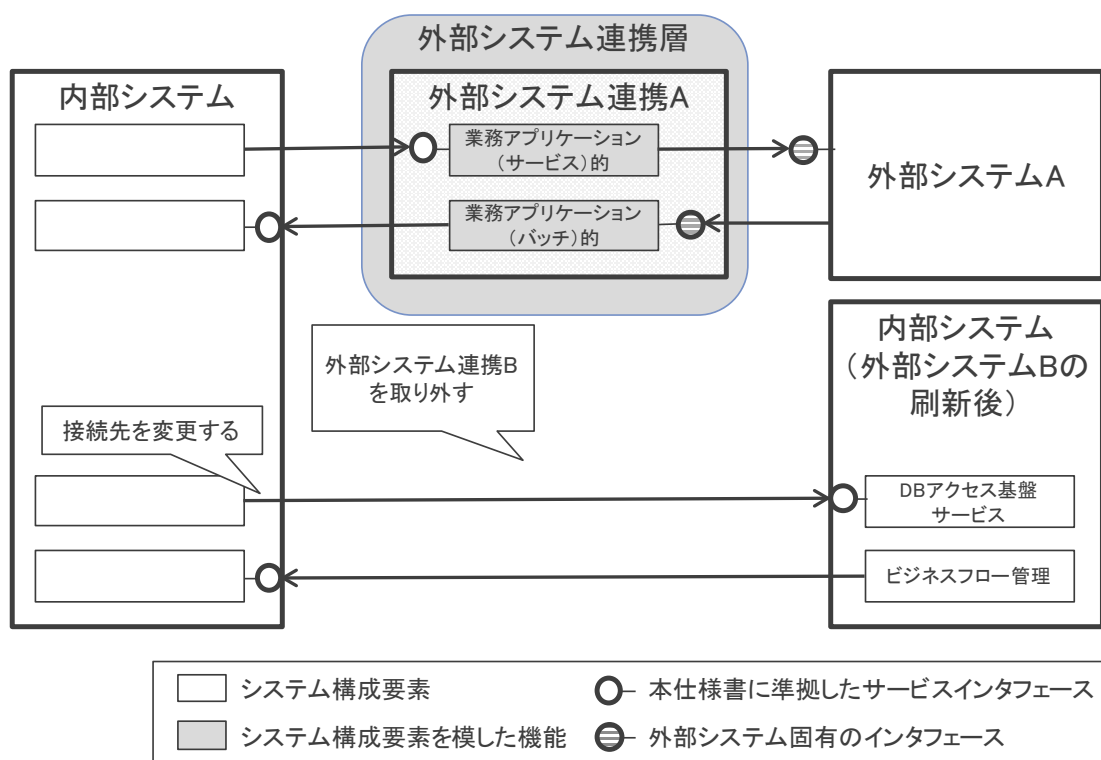 外部システム連携層
内部システム
外部システム連携A
業務アプリケーション
(サービス)的
業務アプリケーション
(バッチ)的
外部システムA
外部システム連携B
を取り外す
接続先を変更する
内部システム
(外部システムBの
刷新後)
DBアクセス基盤
サービス
ビジネスフロー管理
システム構成要素
本仕様書に準拠したサービスインタフェース
システム構成要素を模した機能
外部システム固有のインタフェース